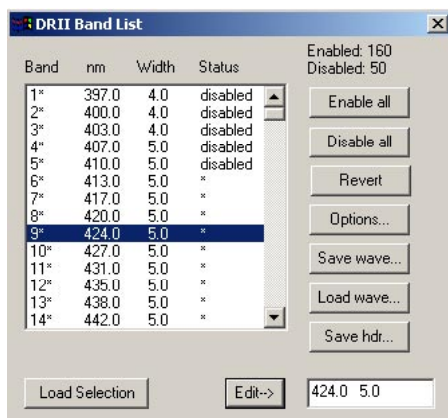 DRII Band List
Enabled: 160
Disabled: 50
Band nm Width Status
1* 397.0 4.0 disabled
2* 400.0 4.0 disabled
3* 403.0 4.0 disabled
4* 407.0 5.0 disabled
5* 410.0 5.0 disabled
6* 413.0 5.0 *
7* 417.0 5.0 *
8* 420.0 5.0 *
9* 424.0 5.0 *
10* 427.0 5.0 *
11* 431.0 5.0 *
12* 435.0 5.0 *
13* 438.0 5.0 *
14* 442.0 5.0 *
Enable all
Disable all
Revert
Options...
Save wave...
Load wave...
Save hdr...
Load Selection
Edit-->
424.0 5.0